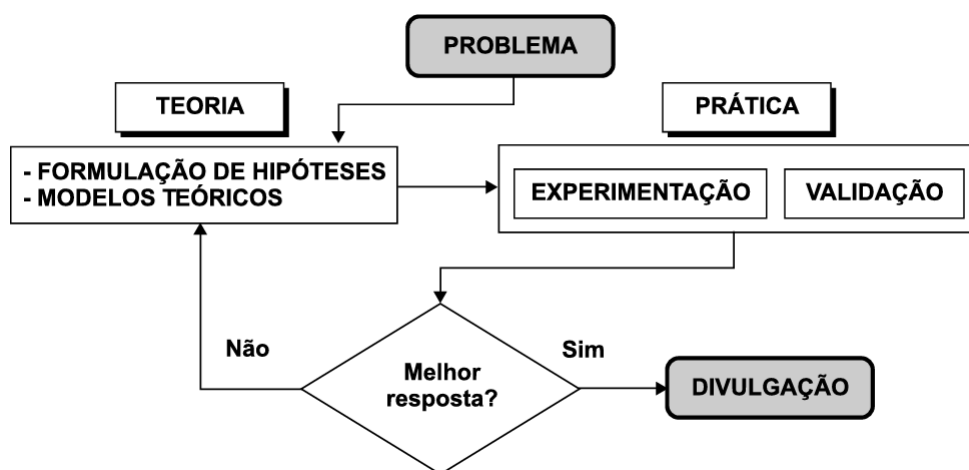 PROBLEMA
TEORIA
PRÁTICA
- FORMULAÇÃO DE HIPÓTESES
- MODELOS TEÓRICOS
EXPERIMENTAÇÃO
VALIDAÇÃO
Não
Sim
Melhor
resposta?
DIVULGAÇÃO